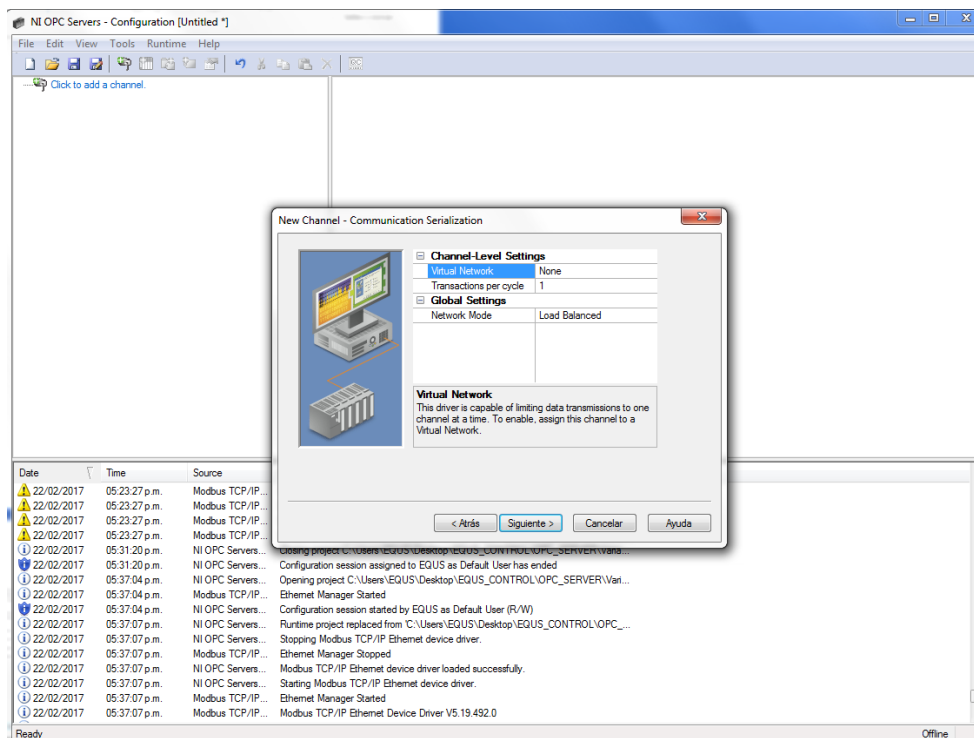 NI OPC Servers - Configuration [Untitled *]
File Edit View Tools Runtime Help
Click to add a channel.
New Channel - Communication Serialization
Channel-Level Settings
Virtual Network None
Transactions per cycle 1
Global Settings
Network Mode Load Balanced
Virtual Network
This driver is capable of limiting data transmissions to one
channel at a time. To enable, assign this channel to a
Virtual Network.
< Atrás Siguiente > Cancelar Ayuda
Date Time Source
22/02/2017 05:23:27 p.m. Modbus TCP/IP...
22/02/2017 05:23:27 p.m. Modbus TCP/IP...
22/02/2017 05:23:27 p.m. Modbus TCP/IP...
22/02/2017 05:23:27 p.m. Modbus TCP/IP...
22/02/2017 05:31:20 p.m. NI OPC Servers... Closing project C:\Users\EQUS\Desktop\EQUS_CONTROL\OPC_SERVER\Varia...
22/02/2017 05:31:20 p.m. NI OPC Servers... Configuration session assigned to EQUS as Default User has ended
22/02/2017 05:37:04 p.m. NI OPC Servers... Opening project C:\Users\EQUS\Desktop\EQUS_CONTROL\OPC_SERVER\Vari...
22/02/2017 05:37:04 p.m. Modbus TCP/IP... Ethernet Manager Started
22/02/2017 05:37:04 p.m. NI OPC Servers... Configuration session started by EQUS as Default User (R/W)
22/02/2017 05:37:07 p.m. NI OPC Servers... Runtime project replaced from 'C:\Users\EQUS\Desktop\EQUS_CONTROL\OPC_...
22/02/2017 05:37:07 p.m. NI OPC Servers... Stopping Modbus TCP/IP Ethernet device driver.
22/02/2017 05:37:07 p.m. Modbus TCP/IP... Ethernet Manager Stopped
22/02/2017 05:37:07 p.m. NI OPC Servers... Modbus TCP/IP Ethernet device driver loaded successfully.
22/02/2017 05:37:07 p.m. NI OPC Servers... Starting Modbus TCP/IP Ethernet device driver.
22/02/2017 05:37:07 p.m. Modbus TCP/IP... Ethernet Manager Started
22/02/2017 05:37:07 p.m. Modbus TCP/IP... Modbus TCP/IP Ethernet Device Driver V5.19.492.0
Ready Offline